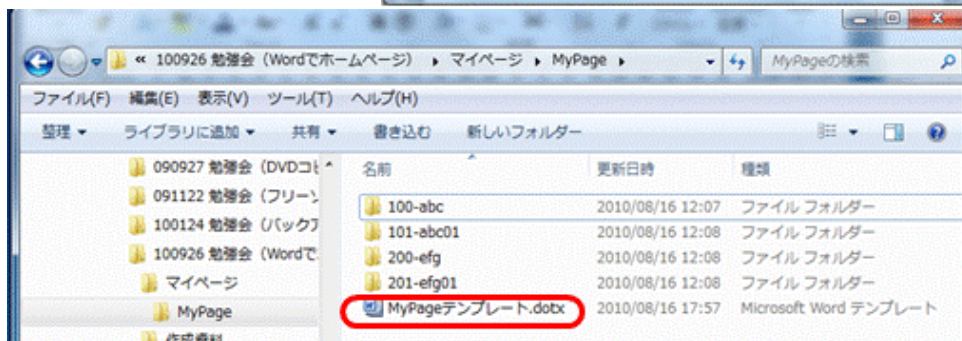 « 100926 勉強会（Wordでホームページ） ▸ マイページ ▸ MyPage ▸ MyPageの検索
ファイル(F) 編集(E) 表示(V) ツール(T) ヘルプ(H)
整理 ▼ ライブラリに追加 ▼ 共有 ▼ 書き込む 新しいフォルダー
090927 勉強会（DVDコピ
091122 勉強会（フリーソ
100124 勉強会（バックア
100926 勉強会（Wordで
マイページ
MyPage
作成資料
名前 更新日時 種類
100-abc 2010/08/16 12:07 ファイル フォルダー
101-abc01 2010/08/16 12:08 ファイル フォルダー
200-efg 2010/08/16 12:08 ファイル フォルダー
201-efg01 2010/08/16 12:08 ファイル フォルダー
MyPageテンプレート.dotx 2010/08/16 17:57 Microsoft Word テンプレート